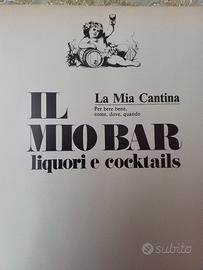 La Mia Cantina
Per bere bene,
come, dove, quando
IL
MIO BAR
liquori e cocktails
subito